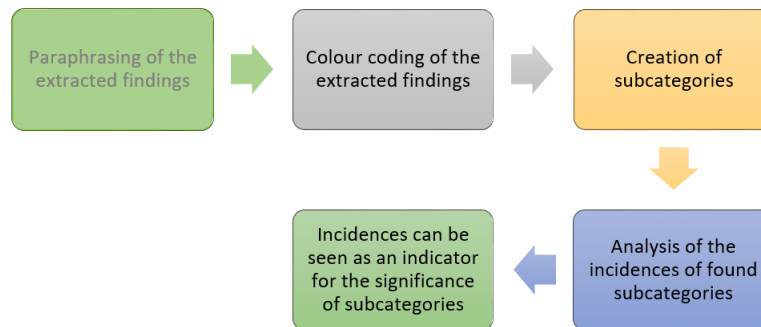 Paraphrasing of the
extracted findings
Colour coding of the
extracted findings
Creation of
subcategories
Analysis of the
incidences of found
subcategories
Incidences can be
seen as an indicator
for the significance
of subcategories